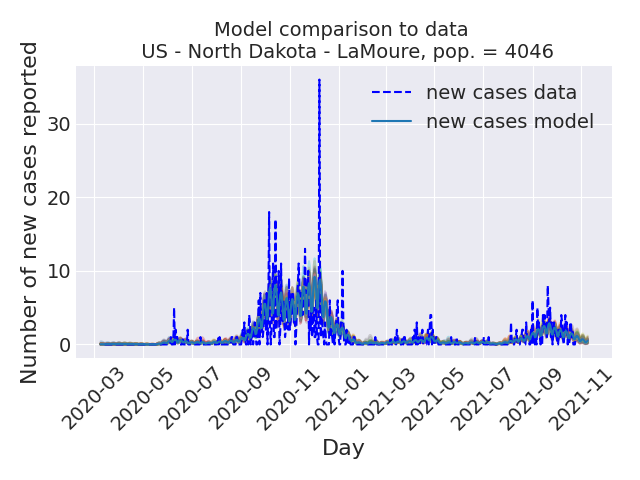 Model comparison to data
US - North Dakota - LaMoure, pop. = 4046
new cases data
new cases model
Number of new cases reported
30
20
10
0
2020-03
2020-05
2020-07
2020-09
2020-11
2021-01
2021-03
2021-05
2021-07
2021-09
2021-11
Day